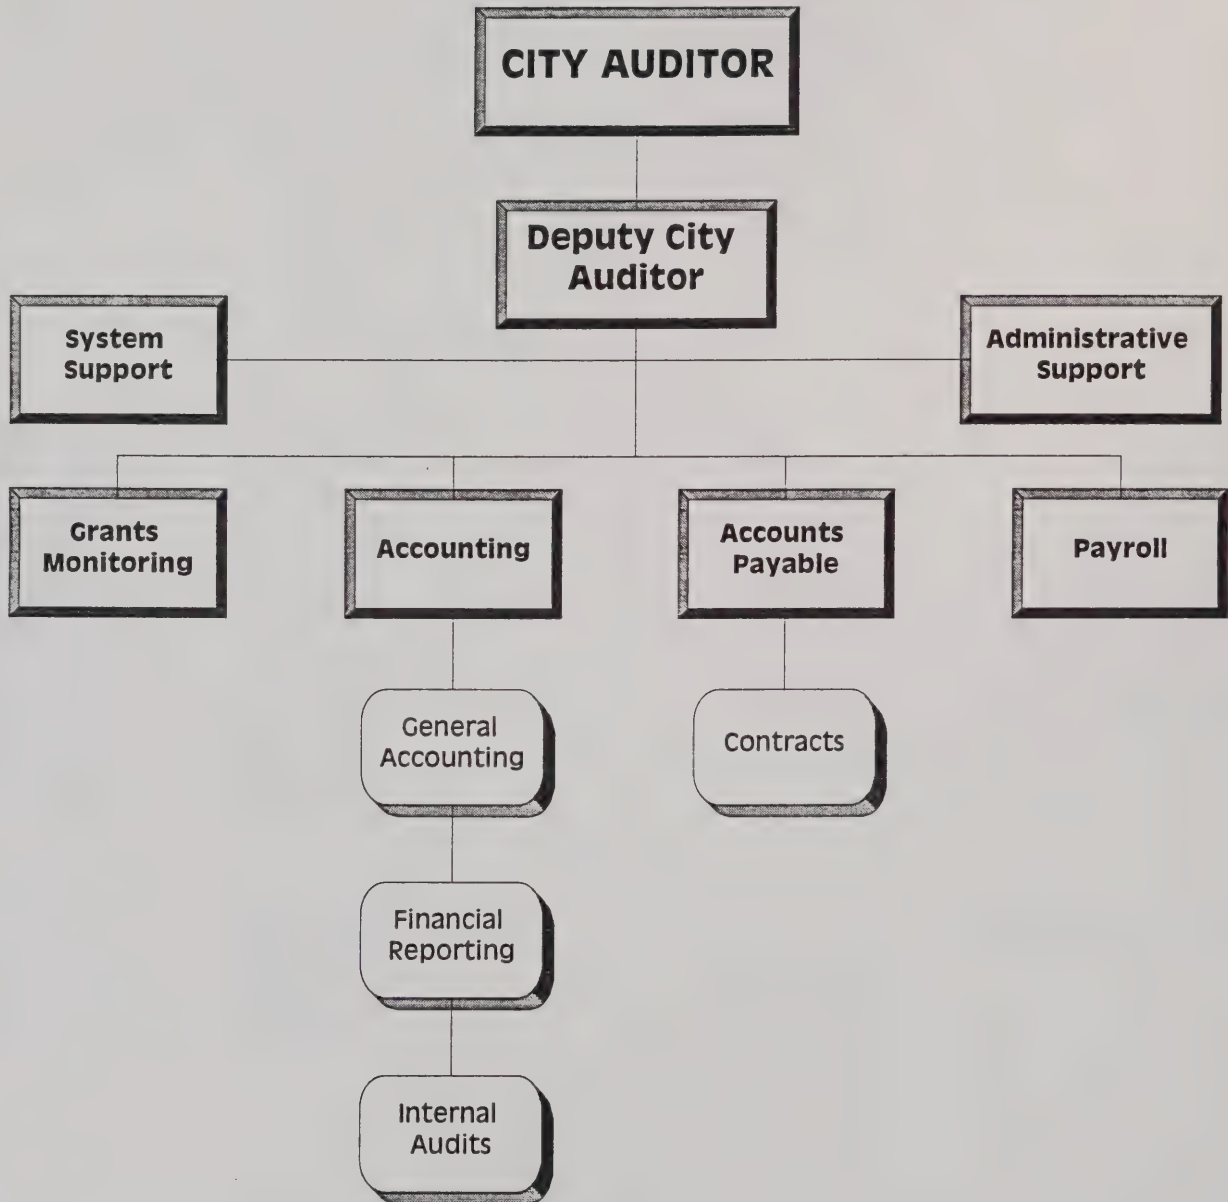 CITY AUDITOR
Deputy City
Auditor
System
Support
Administrative
Support
Grants
Monitoring
Accounting
Accounts
Payable
Payroll
General
Accounting
Contracts
Financial
Reporting
Internal
Audits